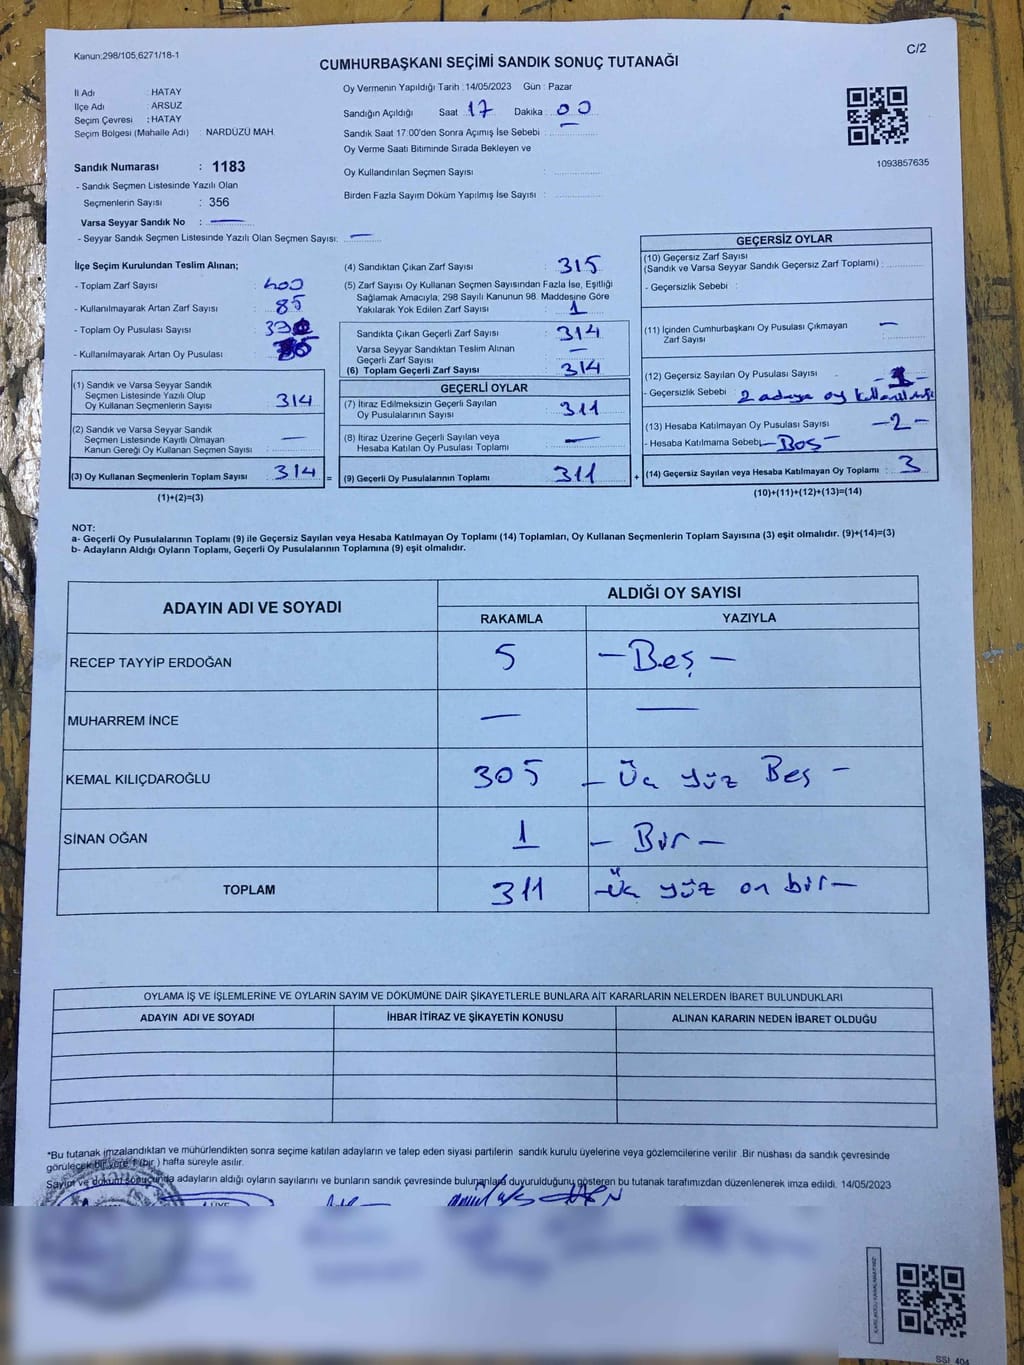 Kanun:298/105,6271/18-1
C/2
CUMHURBAŞKANI SEÇİMİ SANDIK SONUÇ TUTANAĞI
İl Adı : HATAY
İlçe Adı : ARSUZ
Seçim Çevresi : HATAY
Seçim Bölgesi (Mahalle Adı) : NARDÜZÜ MAH.
Sandık Numarası : 1183
- Sandık Seçmen Listesinde Yazılı Olan
Seçmenlerin Sayısı : 356
Varsa Seyyar Sandık No : —
- Seyyar Sandık Seçmen Listesinde Yazılı Olan Seçmen Sayısı: —
Oy Vermenin Yapıldığı Tarih : 14/05/2023 Gün : Pazar
Sandığın Açıldığı Saat 17 Dakika 00
Sandık Saat 17:00'den Sonra Açımış İse Sebebi : —
Oy Verme Saati Bitiminde Sırada Bekleyen ve
Oy Kullandırılan Seçmen Sayısı :
Birden Fazla Sayım Döküm Yapılmış İse Sayısı :
1093857635
İlçe Seçim Kurulundan Teslim Alınan;
- Toplam Zarf Sayısı : 400
- Kullanılmayarak Artan Zarf Sayısı : 85
- Toplam Oy Pusulası Sayısı :
- Kullanılmayarak Artan Oy Pusulası :
(1) Sandık ve Varsa Seyyar Sandık
Seçmen Listesinde Yazılı Olup
Oy Kullanan Seçmenlerin Sayısı : 314
(2) Sandık ve Varsa Seyyar Sandık
Seçmen Listesinde Kayıtlı Olmayan
Kanun Gereği Oy Kullanan Seçmen Sayısı : —
(3) Oy Kullanan Seçmenlerin Toplam Sayısı : 314 =
(1)+(2)=(3)
(4) Sandıktan Çıkan Zarf Sayısı : 315
(5) Zarf Sayısı Oy Kullanan Seçmen Sayısından Fazla İse, Eşitliği
Sağlamak Amacıyla; 298 Sayılı Kanunun 98. Maddesine Göre
Yakılarak Yok Edilen Zarf Sayısı : 1
Sandıkta Çıkan Geçerli Zarf Sayısı : 314
Varsa Seyyar Sandıktan Teslim Alınan
Geçerli Zarf Sayısı : —
(6) Toplam Geçerli Zarf Sayısı : 314
GEÇERLİ OYLAR
(7) İtiraz Edilmeksizin Geçerli Sayılan
Oy Pusulalarının Sayısı : 311
(8) İtiraz Üzerine Geçerli Sayılan veya
Hesaba Katılan Oy Pusulası Toplamı : —
(9) Geçerli Oy Pusulalarının Toplamı : 311 +
GEÇERSİZ OYLAR
(10) Geçersiz Zarf Sayısı
(Sandık ve Varsa Seyyar Sandık Geçersiz Zarf Toplamı) :
- Geçersizlik Sebebi :
(11) İçinden Cumhurbaşkanı Oy Pusulası Çıkmayan
Zarf Sayısı : —
(12) Geçersiz Sayılan Oy Pusulası Sayısı : -1-
- Geçersizlik Sebebi : 2 adaya oy
(13) Hesaba Katılmayan Oy Pusulası Sayısı : -2-
- Hesaba Katılmama Sebebi - Boş -
(14) Geçersiz Sayılan veya Hesaba Katılmayan Oy Toplamı : 3
(10)+(11)+(12)+(13)=(14)
NOT:
a- Geçerli Oy Pusulalarının Toplamı (9) ile Geçersiz Sayılan veya Hesaba Katılmayan Oy Toplamı (14) Toplamları, Oy Kullanan Seçmenlerin Toplam Sayısına (3) eşit olmalıdır. (9)+(14)=(3)
b- Adayların Aldığı Oyların Toplamı, Geçerli Oy Pusulalarının Toplamına (9) eşit olmalıdır.
ADAYIN ADI VE SOYADI ALDIĞI OY SAYISI
RAKAMLA YAZIYLA
RECEP TAYYİP ERDOĞAN 5 - Beş -
MUHARREM İNCE — —
KEMAL KILIÇDAROĞLU 305 - Üç yüz Beş -
SİNAN OĞAN 1 - Bir -
TOPLAM 311 - Üç yüz on bir -
OYLAMA İŞ VE İŞLEMLERİNE VE OYLARIN SAYIM VE DÖKÜMÜNE DAİR ŞİKAYETLERLE BUNLARA AİT KARARLARIN NELERDEN İBARET BULUNDUKLARI
ADAYIN ADI VE SOYADI İHBAR İTİRAZ VE ŞİKAYETİN KONUSU ALINAN KARARIN NEDEN İBARET OLDUĞU
*Bu tutanak imzalandıktan ve mühürlendikten sonra seçime katılan adayların ve talep eden siyasi partilerin sandık kurulu üyelerine veya gözlemcilerine verilir .Bir nüshası da sandık çevresinde
görülecek bir yere 1 (bir ) hafta süreyle asılır.
Sayım ve döküm sonucunda adayların aldığı oyların sayılarını ve bunların sandık çevresinde bulunanlara duyurulduğunu gösteren bu tutanak tarafımızdan düzenlenerek imza edildi. 14/05/2023
ÜYE
SSI 404